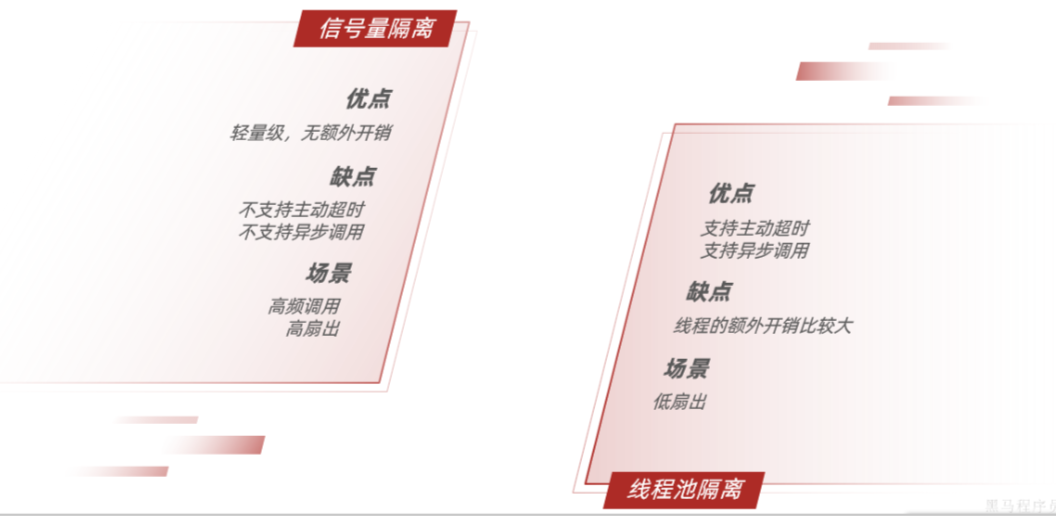 信号量隔离
优点
轻量级，无额外开销
缺点
不支持主动超时
不支持异步调用
场景
高频调用
高扇出
优点
支持主动超时
支持异步调用
缺点
线程的额外开销比较大
场景
低扇出
线程池隔离
黑马程序员